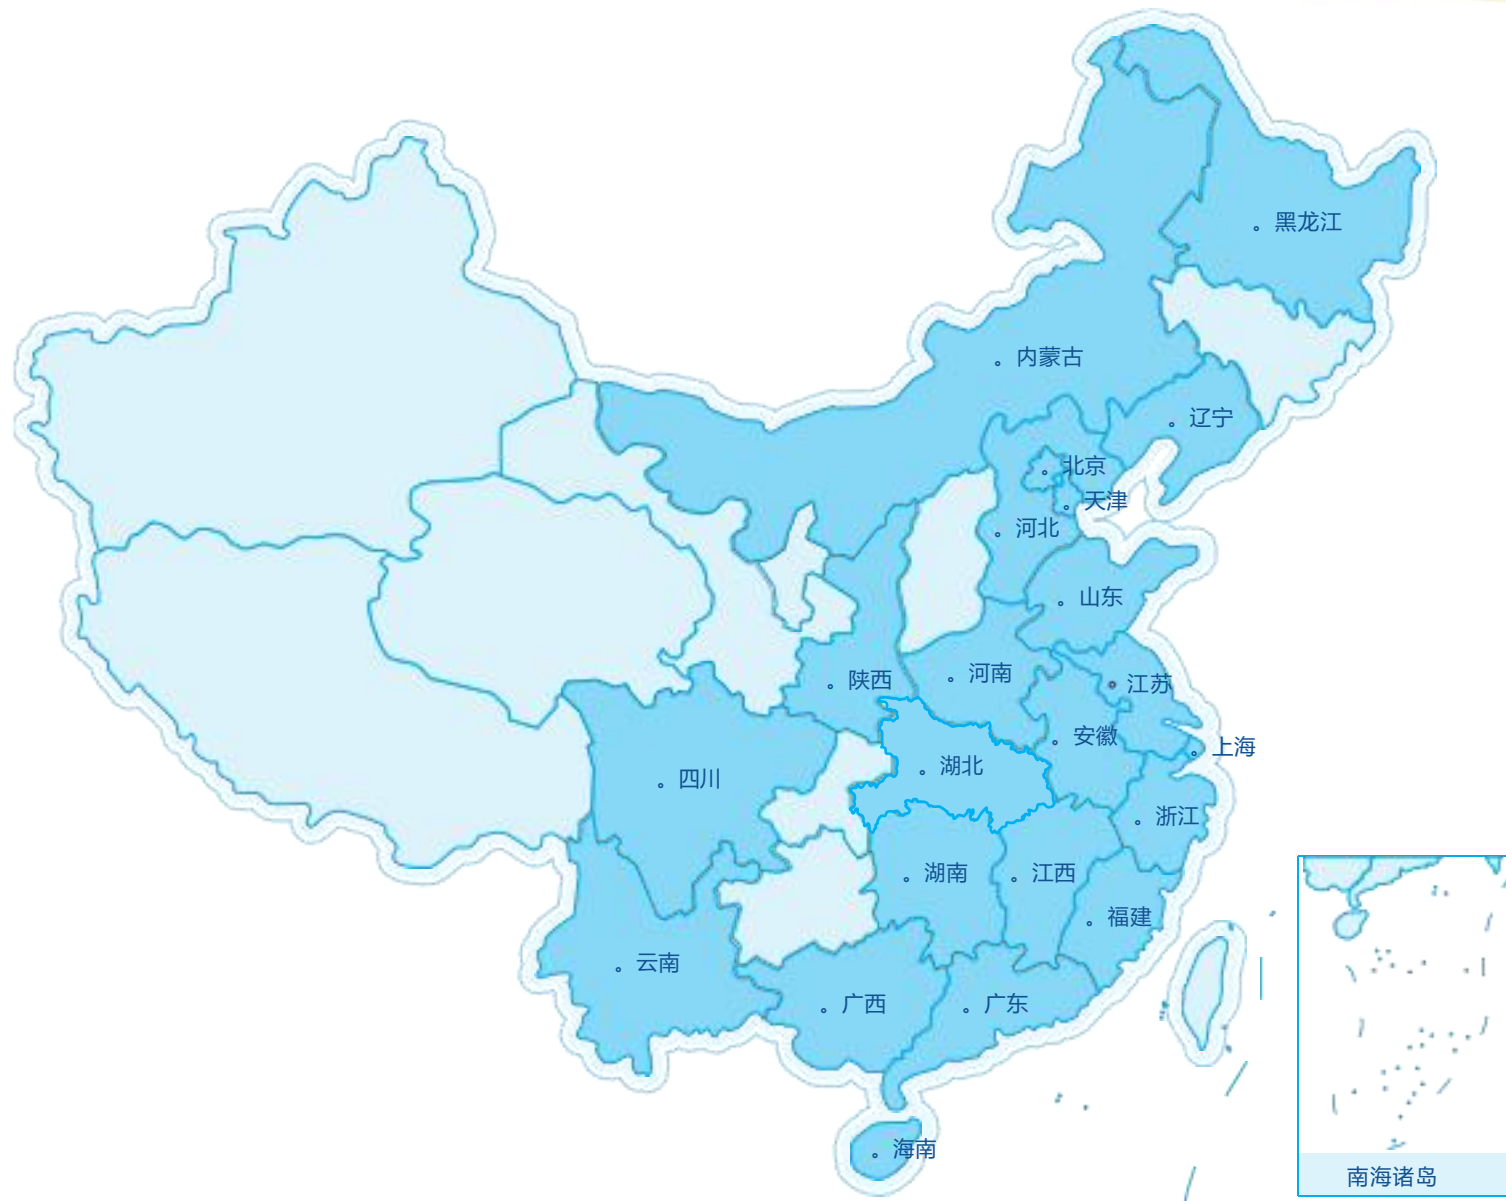 黑龙江
内蒙古
辽宁
北京
天津
河北
山东
陕西
河南
江苏
安徽
上海
湖北
四川
浙江
湖南
江西
福建
云南
广西
广东
海南
南海诸岛